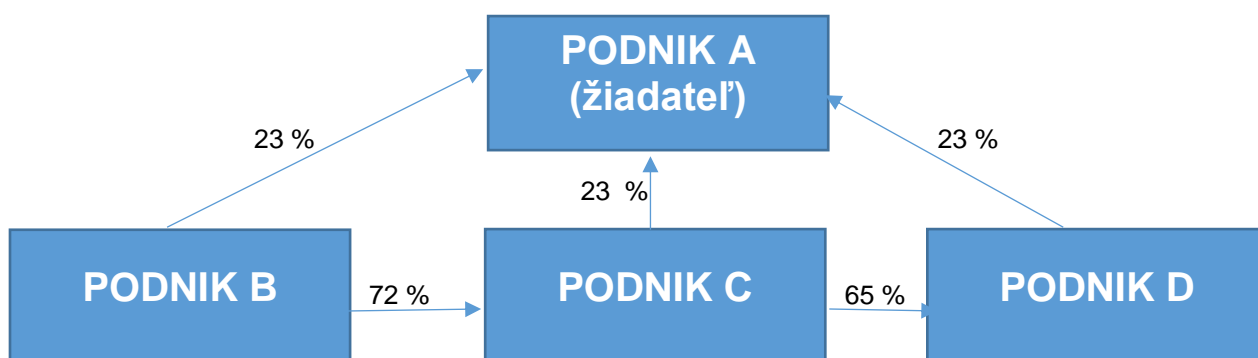 PODNIK A
(žiadateľ)
23 %
23 %
23 %
PODNIK B
72 %
PODNIK C
65 %
PODNIK D